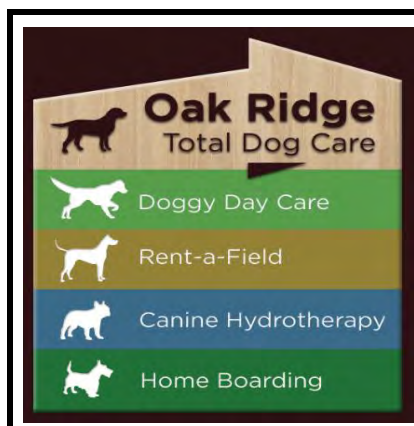 Oak Ridge
Total Dog Care
Doggy Day Care
Rent-a-Field
Canine Hydrotherapy
Home Boarding